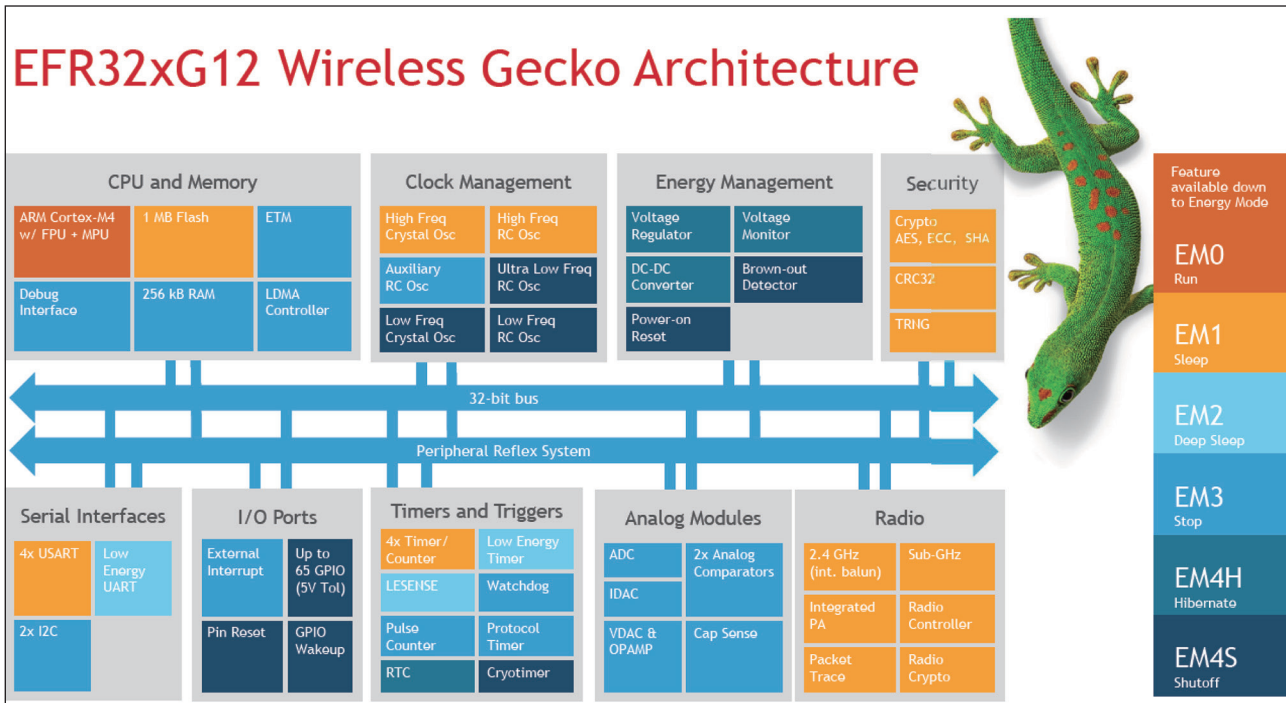 EFR32xG12 Wireless Gecko Architecture
CPU and Memory
ARM Cortex-M4
w/ FPU + MPU
1 MB Flash
ETM
Debug
Interface
256 kB RAM
LDMA
Controller
Clock Management
High Freq
Crystal Osc
High Freq
RC Osc
Auxiliary
RC Osc
Ultra Low Freq
RC Osc
Low Freq
Crystal Osc
Low Freq
RC Osc
Energy Management
Voltage
Regulator
Voltage
Monitor
DC-DC
Converter
Brown-out
Detector
Power-on
Reset
Security
Crypto
AES, ECC, SHA
CRC32
TRNG
32-bit bus
Peripheral Reflex System
Serial Interfaces
4x USART
Low
Energy
UART
2x I2C
I/O Ports
External
Interrupt
Up to
65 GPIO
(5V Tol)
Pin Reset
GPIO
Wakeup
Timers and Triggers
4x Timer/
Counter
Low Energy
Timer
LESENSE
Watchdog
Pulse
Counter
Protocol
Timer
RTC
Cryotimer
Analog Modules
ADC
2x Analog
Comparators
IDAC
VDAC &
OPAMP
Cap Sense
Radio
2.4 GHz
(int. balun)
Sub-GHz
Integrated
PA
Radio
Controller
Packet
Trace
Radio
Crypto
Feature
available down
to Energy Mode
EM0
Run
EM1
Sleep
EM2
Deep Sleep
EM3
Stop
EM4H
Hibernate
EM4S
Shutoff